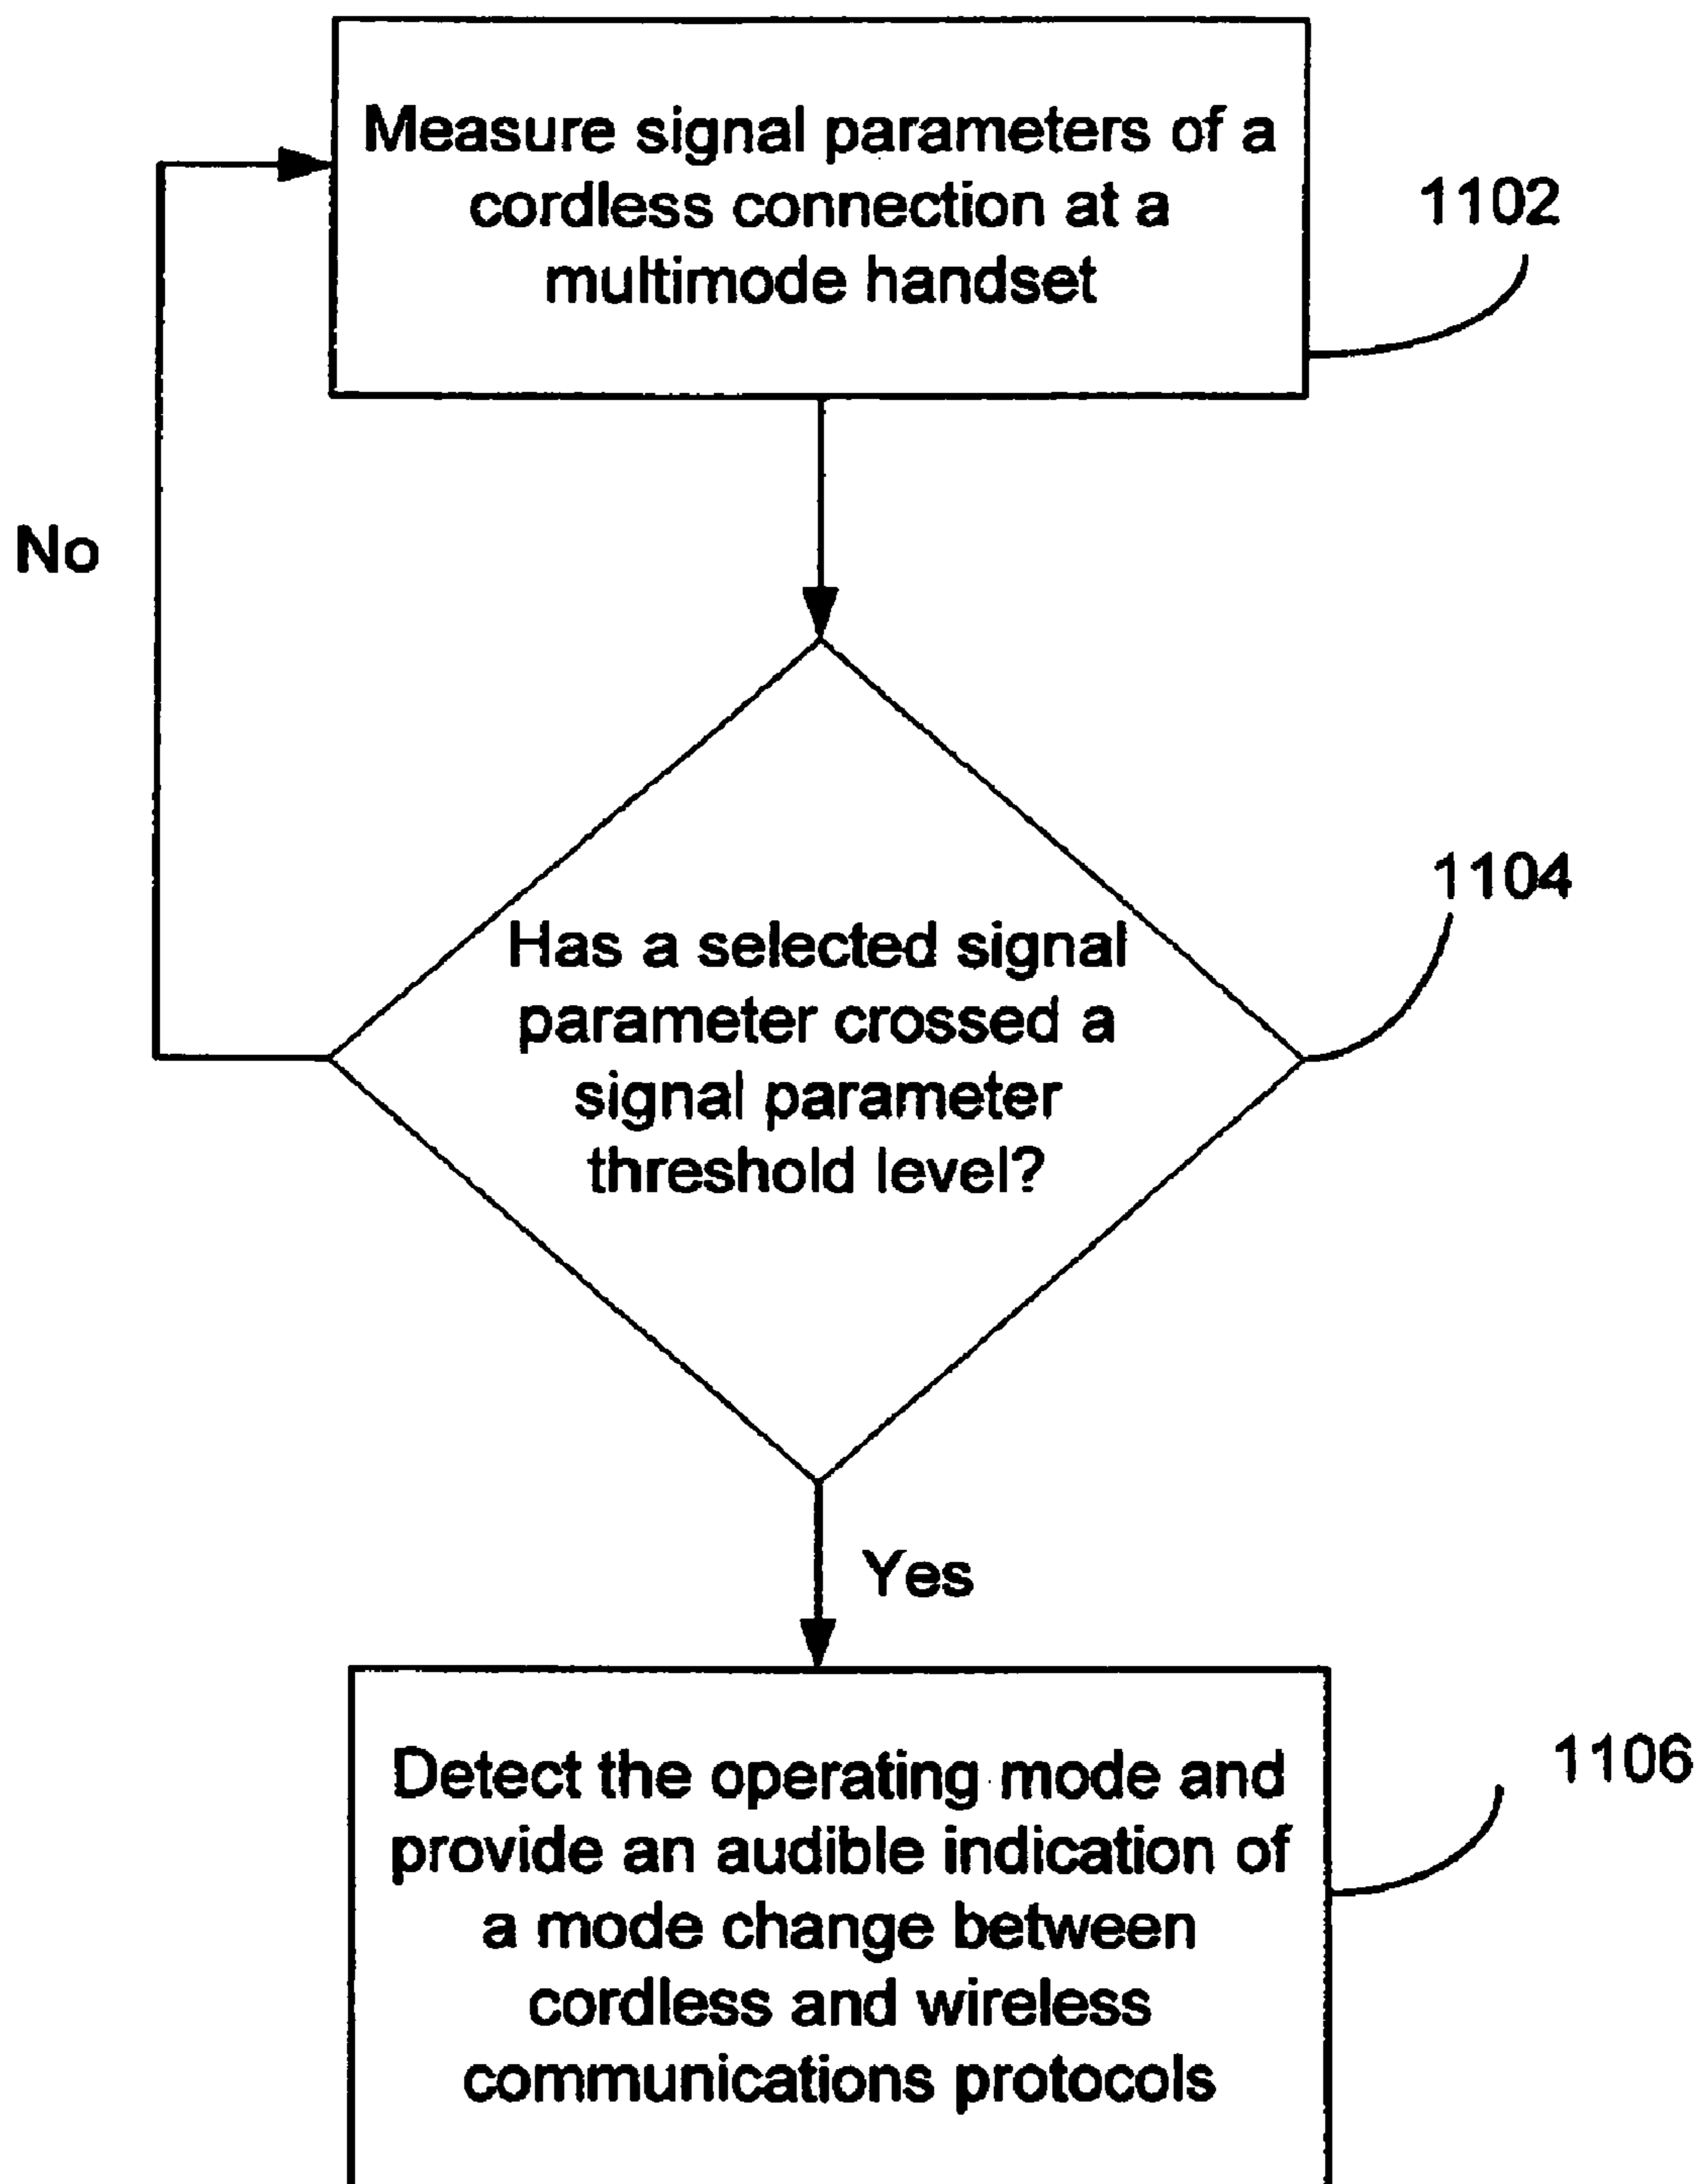 Measure signal parameters of a
cordless connection at a
multimode handset
1102
No
Has a selected signal
parameter crossed a
signal parameter
threshold level?
1104
Yes
Detect the operating mode and
provide an audible indication of
a mode change between
cordless and wireless
communications protocols
1106